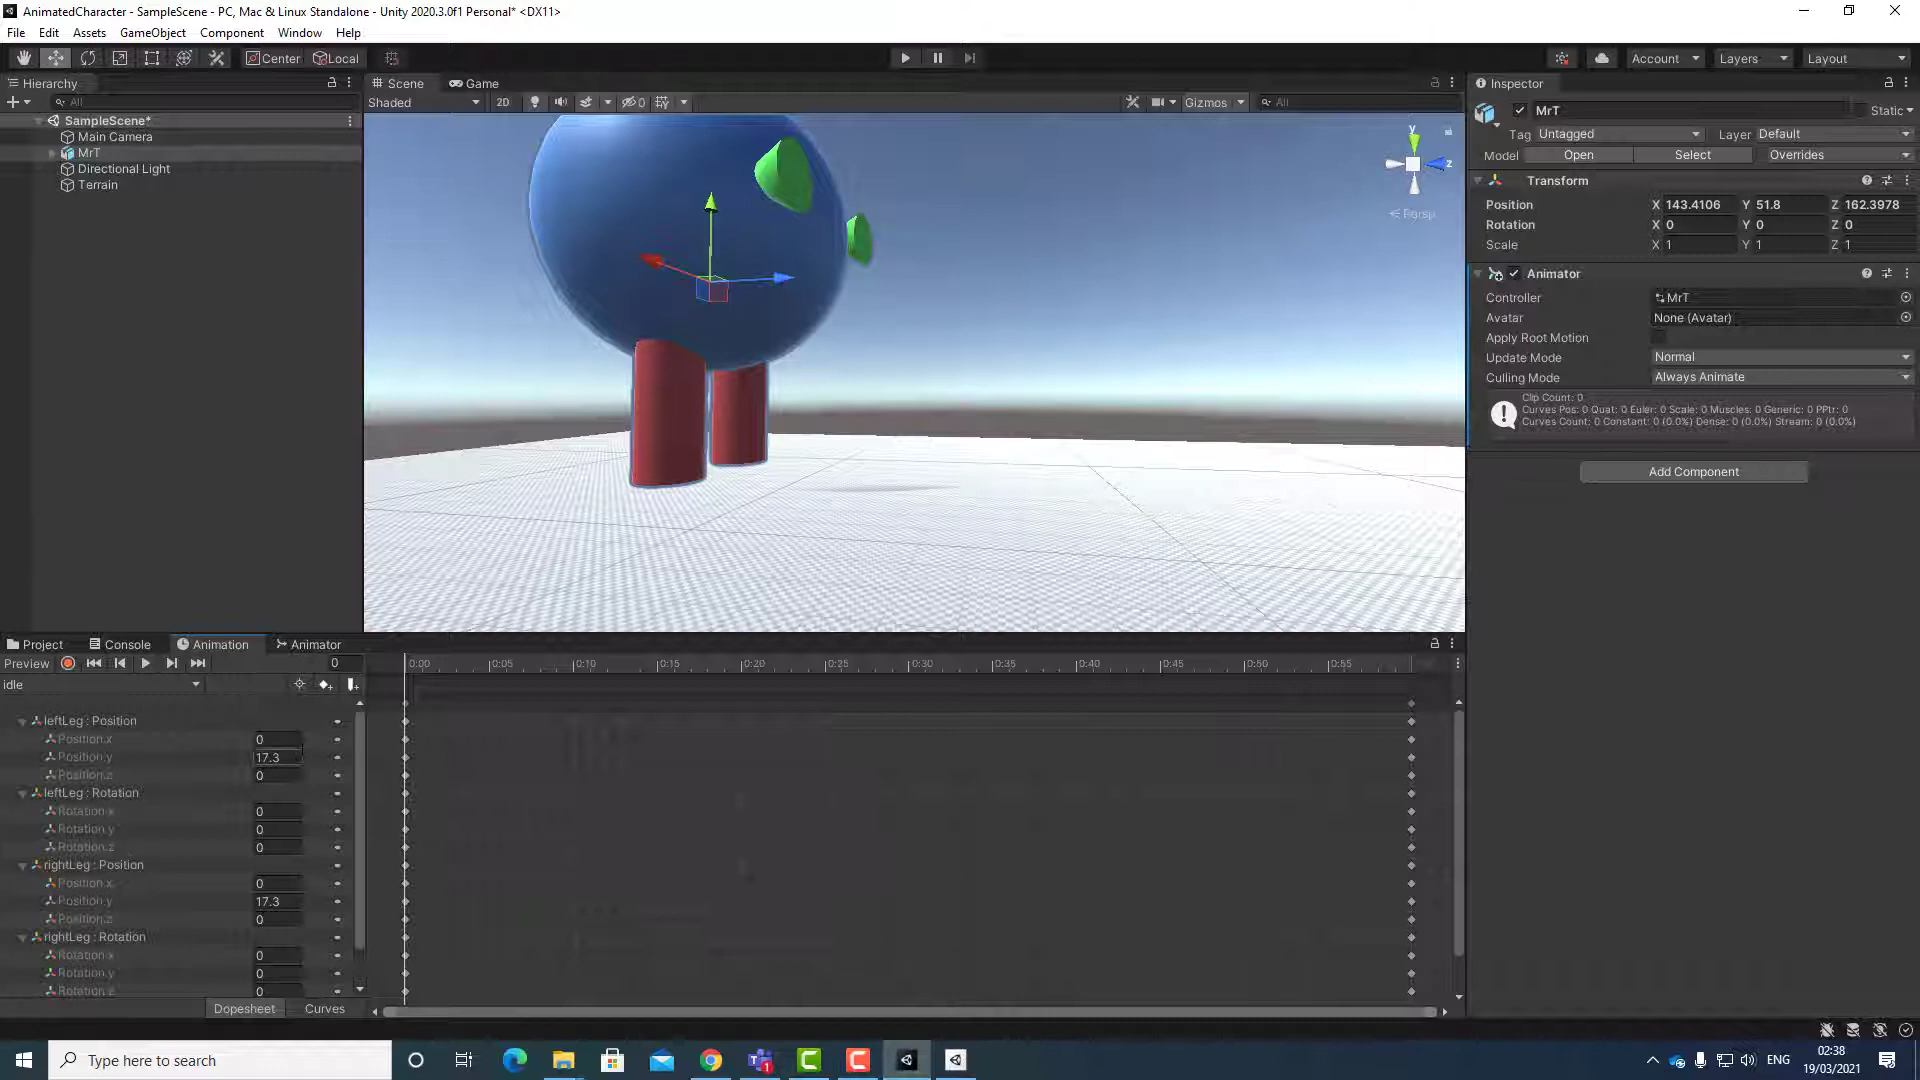 AnimatedCharacter - SampleScene - PC, Mac & Linux Standalone - Unity 2020.3.0f1 Personal* <DX11>
File Edit Assets GameObject Component Window Help
Center Local Account Layers Layout
Hierarchy Scene Game Inspector
All Shaded 2D 0 Gizmos All
SampleScene*
Main Camera
MrT
Directional Light
Terrain
y
z
Persp
MrT Static
Tag Untagged Layer Default
Model Open Select Overrides
Transform
Position X 143.4106 Y 51.8 Z 162.3978
Rotation X 0 Y 0 Z 0
Scale X 1 Y 1 Z 1
Animator
Controller MrT
Avatar None (Avatar)
Apply Root Motion
Update Mode Normal
Culling Mode Always Animate
Clip Count: 0
Curves Pos: 0 Quat: 0 Euler: 0 Scale: 0 Muscles: 0 Generic: 0 PPtr: 0
Curves Count: 0 Constant: 0 (0.0%) Dense: 0 (0.0%) Stream: 0 (0.0%)
Add Component
Project Console Animation Animator
Preview 0 0:00 0:05 0:10 0:15 0:20 0:25 0:30 0:35 0:40 0:45 0:50 0:55
idle
leftLeg : Position
Position.x 0
Position.y 17.3
Position.z 0
leftLeg : Rotation
Rotation.x 0
Rotation.y 0
Rotation.z 0
rightLeg : Position
Position.x 0
Position.y 17.3
Position.z 0
rightLeg : Rotation
Rotation.x 0
Rotation.y 0
Rotation.z 0
Dopesheet Curves
Type here to search
1
ENG
02:38
19/03/2021